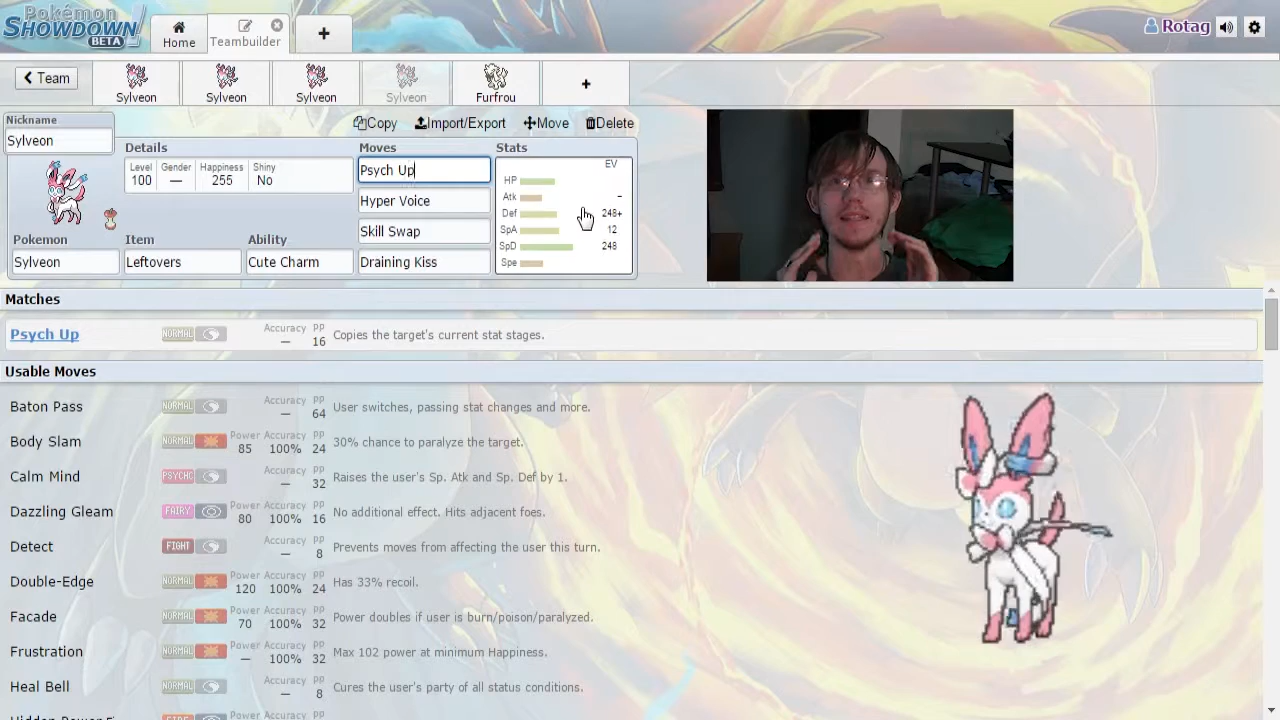 Pokémon
SHOWDOWN!
BETA
Home
Teambuilder
+
Rotag
Team
Sylveon
Sylveon
Sylveon
Sylveon
Furfrou
+
Nickname
Sylveon
Copy Import/Export Move Delete
Details
Level 100
Gender —
Happiness 255
Shiny No
Pokemon
Sylveon
Item
Leftovers
Ability
Cute Charm
Moves
Psych Up
Hyper Voice
Skill Swap
Draining Kiss
Stats
EV
HP
Atk -
Def 248+
SpA 12
SpD 248
Spe
Matches
Psych Up NORMAL Accuracy — PP 16 Copies the target's current stat stages.
Usable Moves
Baton Pass NORMAL Accuracy — PP 64 User switches, passing stat changes and more.
Body Slam NORMAL Power 85 Accuracy 100% PP 24 30% chance to paralyze the target.
Calm Mind PSYCHC Accuracy — PP 32 Raises the user's Sp. Atk and Sp. Def by 1.
Dazzling Gleam FAIRY Power 80 Accuracy 100% PP 16 No additional effect. Hits adjacent foes.
Detect FIGHT Accuracy — PP 8 Prevents moves from affecting the user this turn.
Double-Edge NORMAL Power 120 Accuracy 100% PP 24 Has 33% recoil.
Facade NORMAL Power 70 Accuracy 100% PP 32 Power doubles if user is burn/poison/paralyzed.
Frustration NORMAL Power — Accuracy 100% PP 32 Max 102 power at minimum Happiness.
Heal Bell NORMAL Accuracy — PP 8 Cures the user's party of all status conditions.
Power Accuracy PP